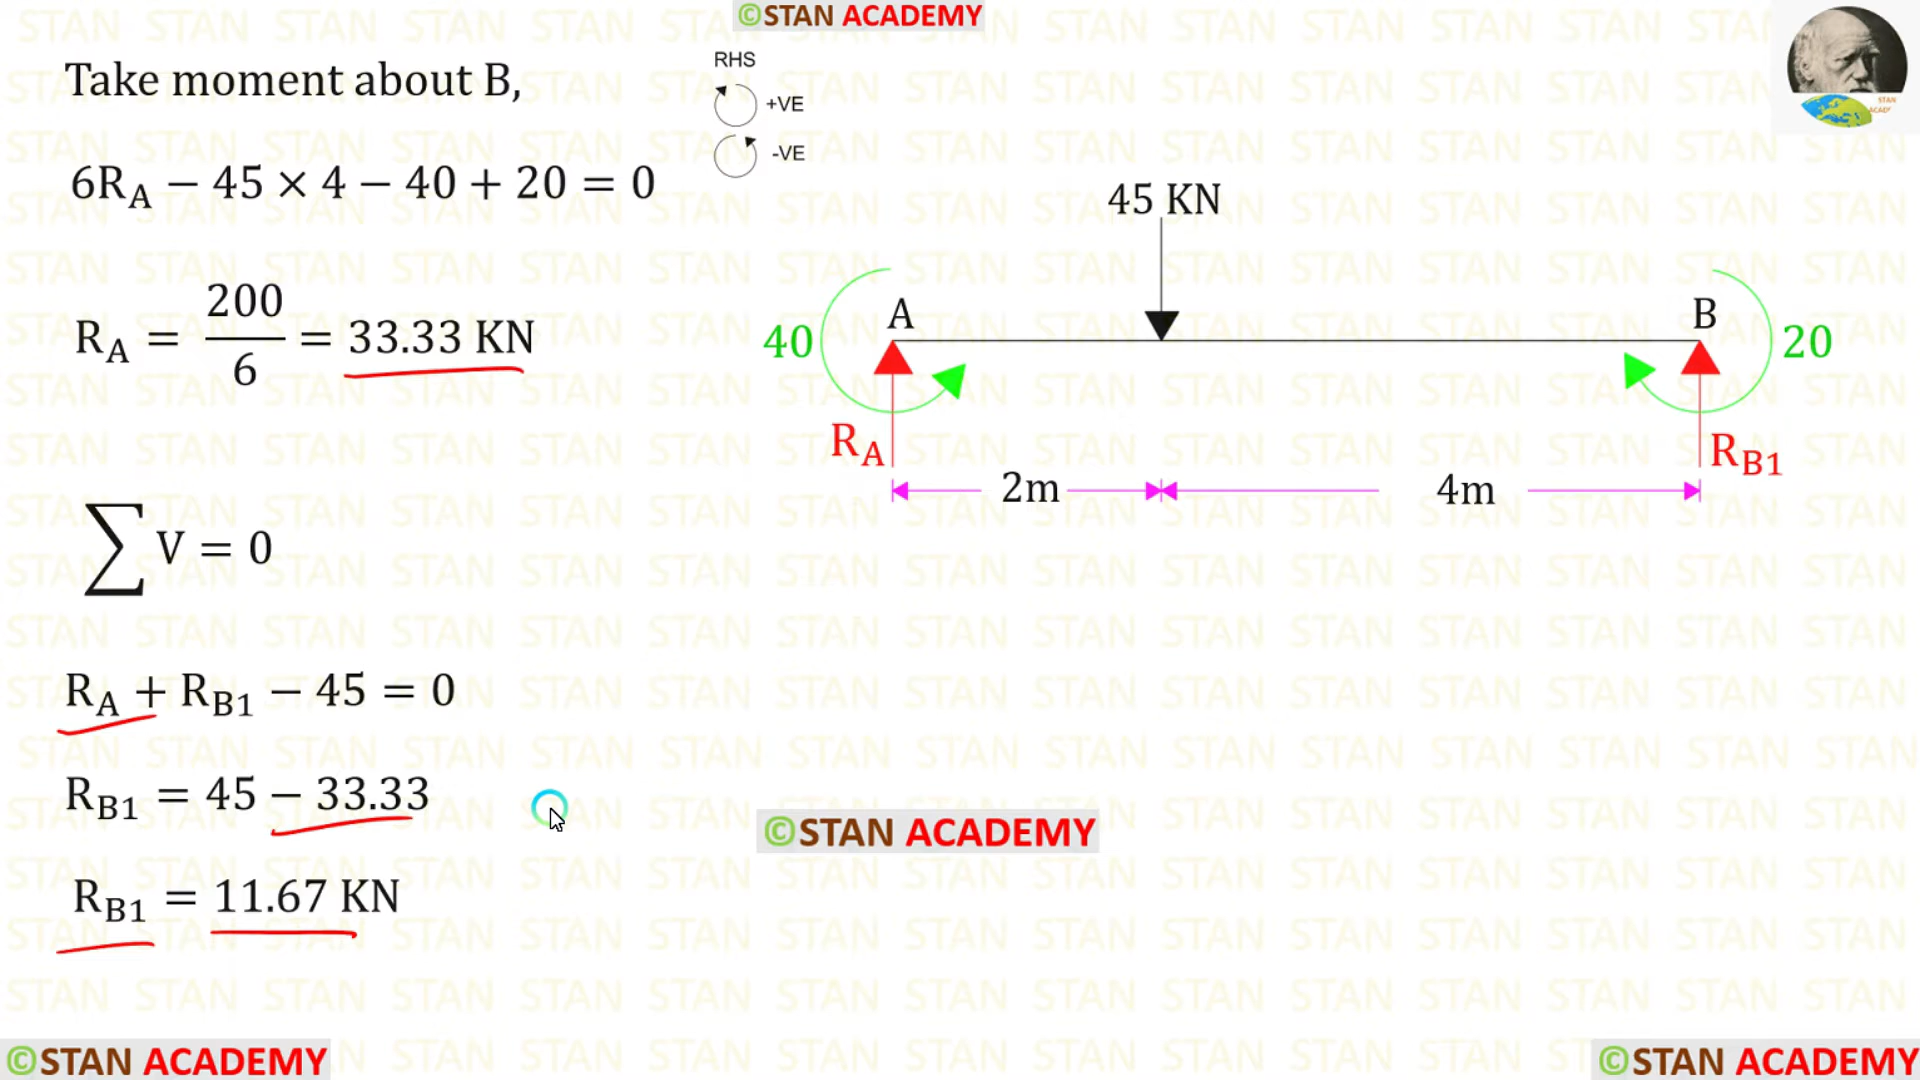 ©STAN ACADEMY
Take moment about B,
RHS
+VE
-VE
6R_A − 45 × 4 − 40 + 20 = 0
R_A = 200/6 = 33.33 KN
∑ V = 0
R_A + R_B1 − 45 = 0
R_B1 = 45 − 33.33
R_B1 = 11.67 KN
45 KN
A
B
40
20
R_A
R_B1
2m
4m
STAN
ACADY
©STAN ACADEMY
©STAN ACADEMY
©STAN ACADEMY